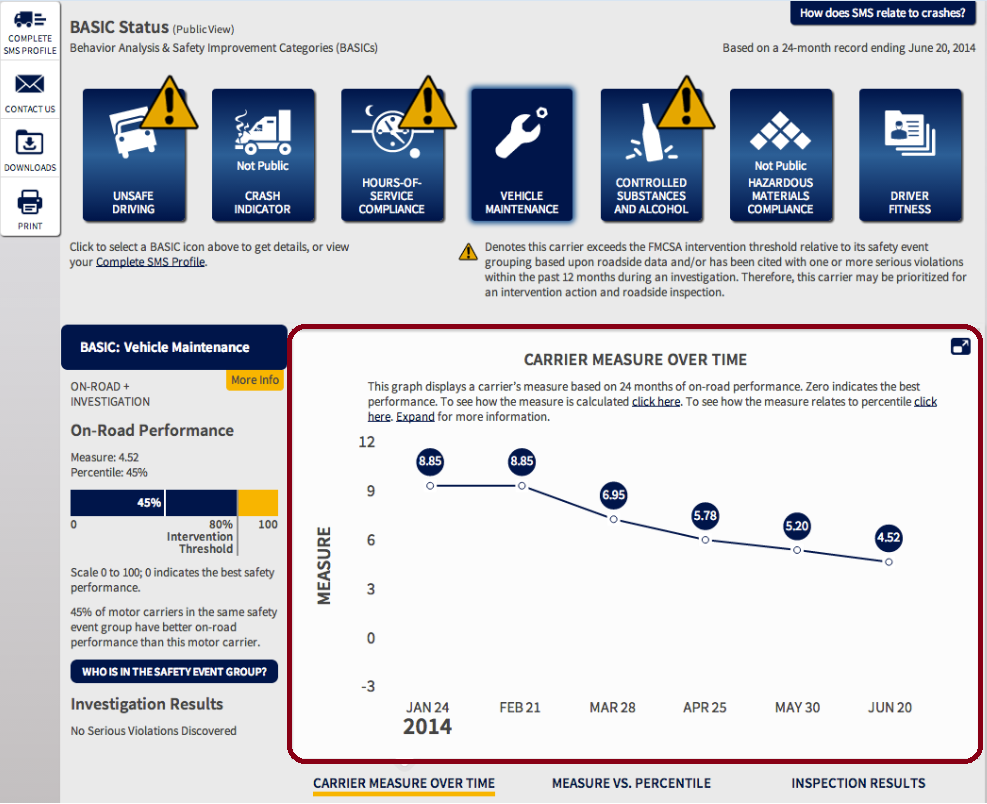 COMPLETE
SMS PROFILE
CONTACT US
DOWNLOADS
PRINT
How does SMS relate to crashes?
BASIC Status (Public View)
Behavior Analysis & Safety Improvement Categories (BASICs)
Based on a 24-month record ending June 20, 2014
UNSAFE
DRIVING
Not Public
CRASH
INDICATOR
HOURS-OF-
SERVICE
COMPLIANCE
VEHICLE
MAINTENANCE
CONTROLLED
SUBSTANCES
AND ALCOHOL
Not Public
HAZARDOUS
MATERIALS
COMPLIANCE
DRIVER
FITNESS
Click to select a BASIC icon above to get details, or view
your Complete SMS Profile.
Denotes this carrier exceeds the FMCSA intervention threshold relative to its safety event
grouping based upon roadside data and/or has been cited with one or more serious violations
within the past 12 months during an investigation. Therefore, this carrier may be prioritized for
an intervention action and roadside inspection.
BASIC: Vehicle Maintenance
More Info
ON-ROAD +
INVESTIGATION
On-Road Performance
Measure: 4.52
Percentile: 45%
45%
0 80% 100
Intervention
Threshold
Scale 0 to 100; 0 indicates the best safety
performance.
45% of motor carriers in the same safety
event group have better on-road
performance than this motor carrier.
WHO IS IN THE SAFETY EVENT GROUP?
Investigation Results
No Serious Violations Discovered
CARRIER MEASURE OVER TIME
This graph displays a carrier's measure based on 24 months of on-road performance. Zero indicates the best
performance. To see how the measure is calculated click here. To see how the measure relates to percentile click
here. Expand for more information.
MEASURE
12
9
6
3
0
-3
8.85 8.85 6.95 5.78 5.20 4.52
JAN 24 FEB 21 MAR 28 APR 25 MAY 30 JUN 20
2014
CARRIER MEASURE OVER TIME MEASURE VS. PERCENTILE INSPECTION RESULTS